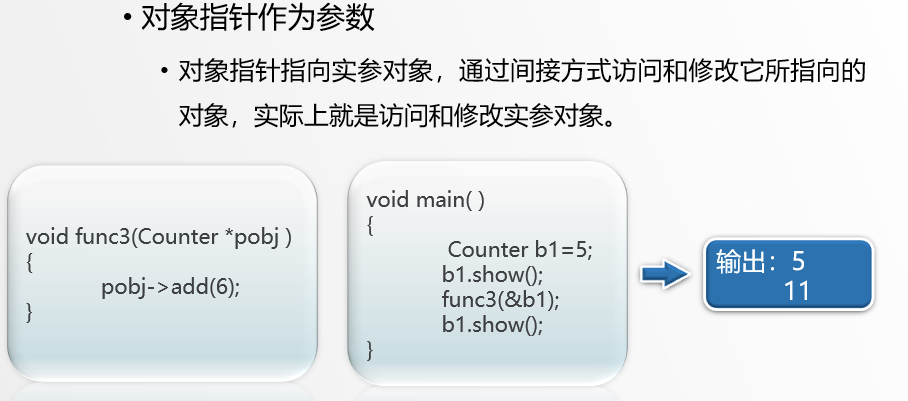 • 对象指针作为参数
• 对象指针指向实参对象，通过间接方式访问和修改它所指向的
对象，实际上就是访问和修改实参对象。
void func3(Counter *pobj )
{
pobj->add(6);
}
void main( )
{
Counter b1=5;
b1.show();
func3(&b1);
b1.show();
}
输出：5
11